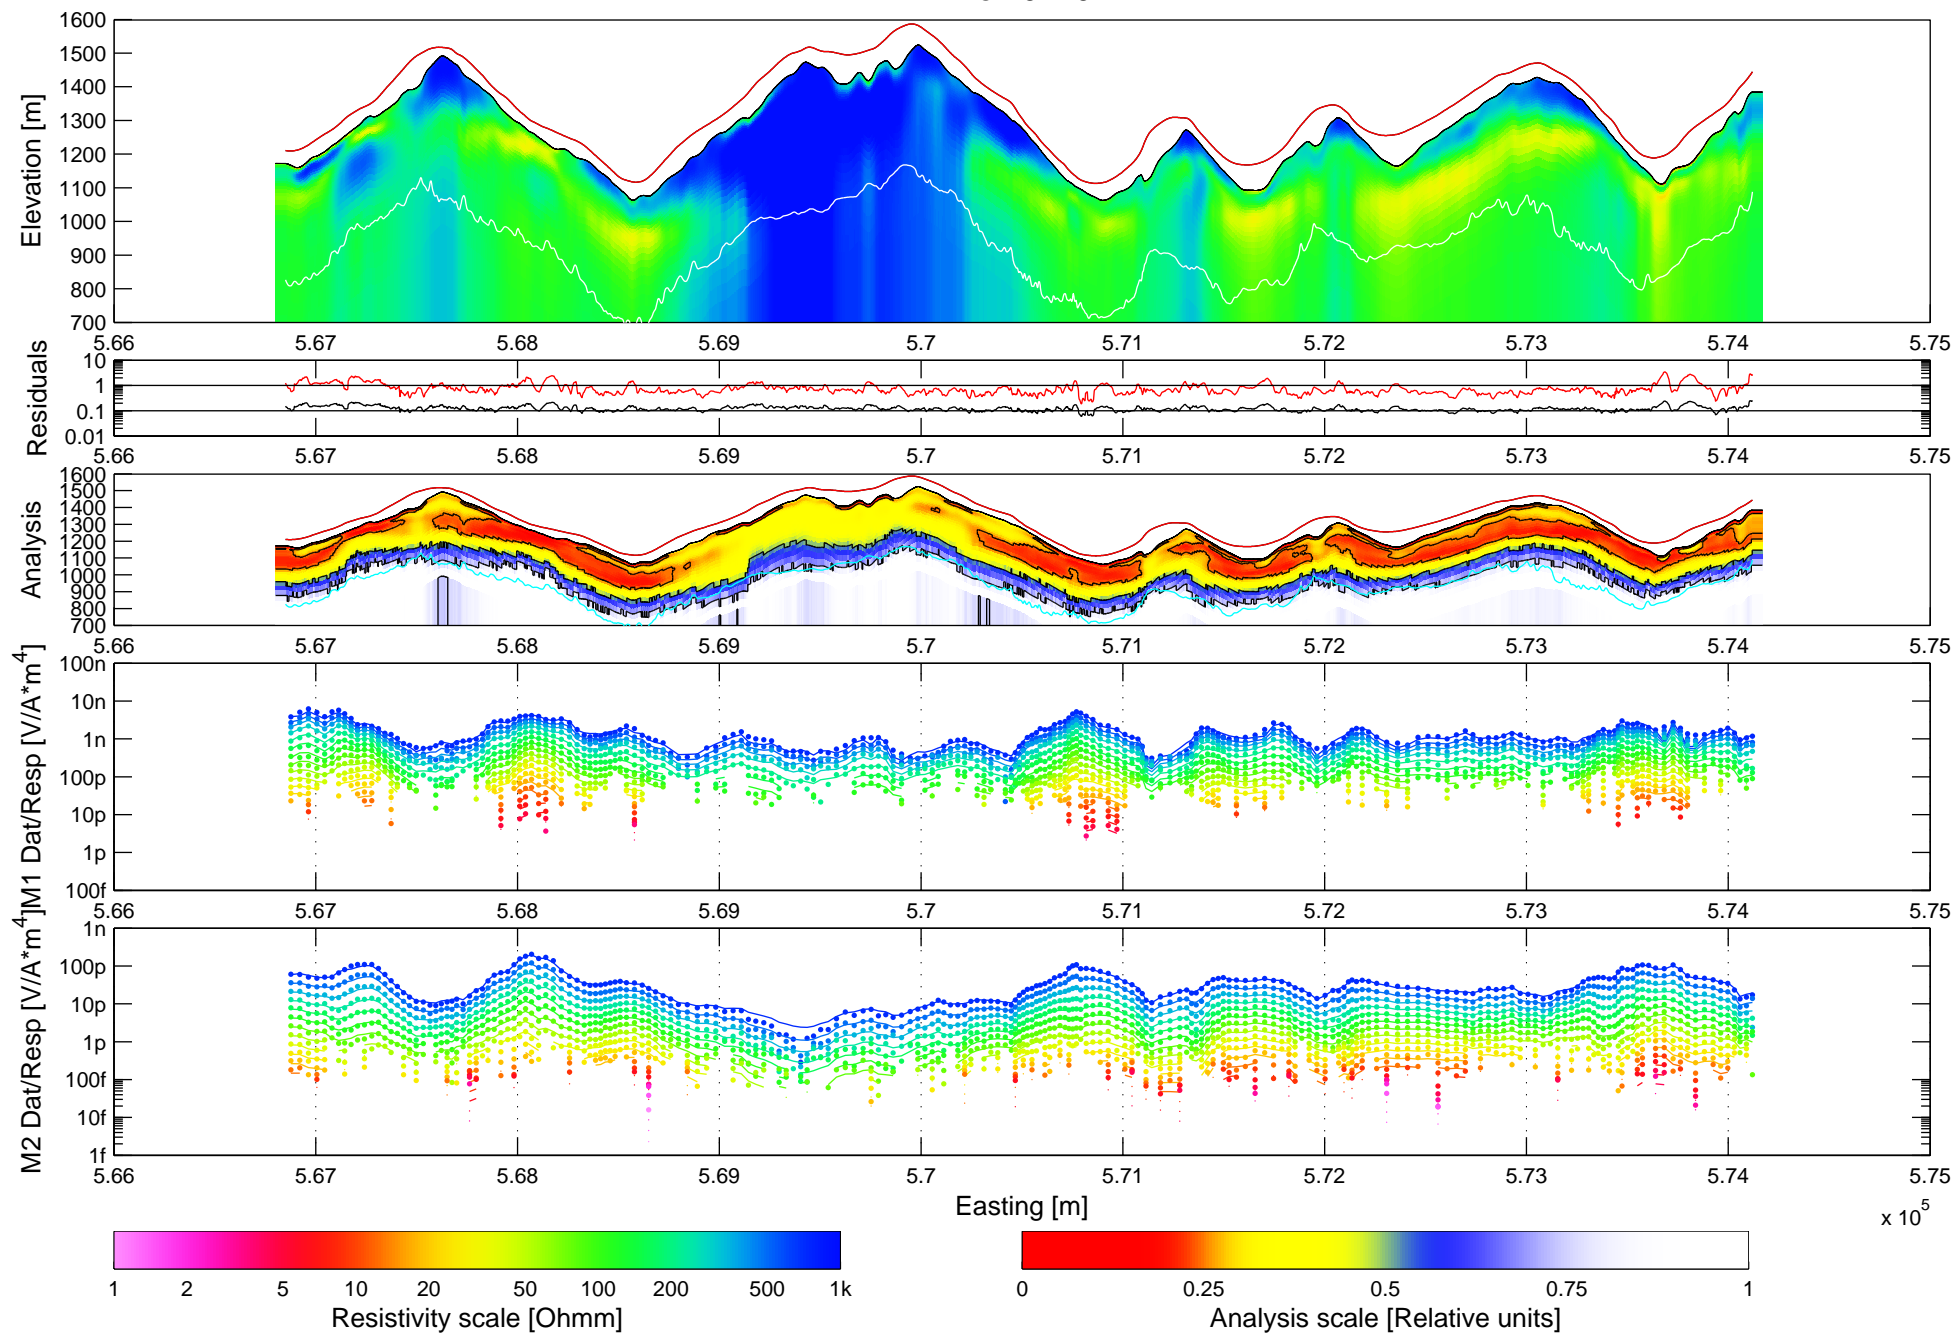 1600
1500
1400
1300
1200
1100
1000
900
800
700
Elevation [m]
5.66 5.67 5.68 5.69 5.7 5.71 5.72 5.73 5.74 5.75
10
1
0.1
0.01
Residuals
5.66 5.67 5.68 5.69 5.7 5.71 5.72 5.73 5.74 5.75
1600
1500
1400
1300
1200
1100
1000
900
800
700
Analysis
5.66 5.67 5.68 5.69 5.7 5.71 5.72 5.73 5.74 5.75
100n
10n
1n
100p
10p
1p
100f
M1 Dat/Resp [V/A*m4]
5.66 5.67 5.68 5.69 5.7 5.71 5.72 5.73 5.74 5.75
1n
100p
10p
1p
100f
10f
1f
M2 Dat/Resp [V/A*m4]
5.66 5.67 5.68 5.69 5.7 5.71 5.72 5.73 5.74 5.75
Easting [m]
x 105
1 2 5 10 20 50 100 200 500 1k
Resistivity scale [Ohmm]
0 0.25 0.5 0.75 1
Analysis scale [Relative units]